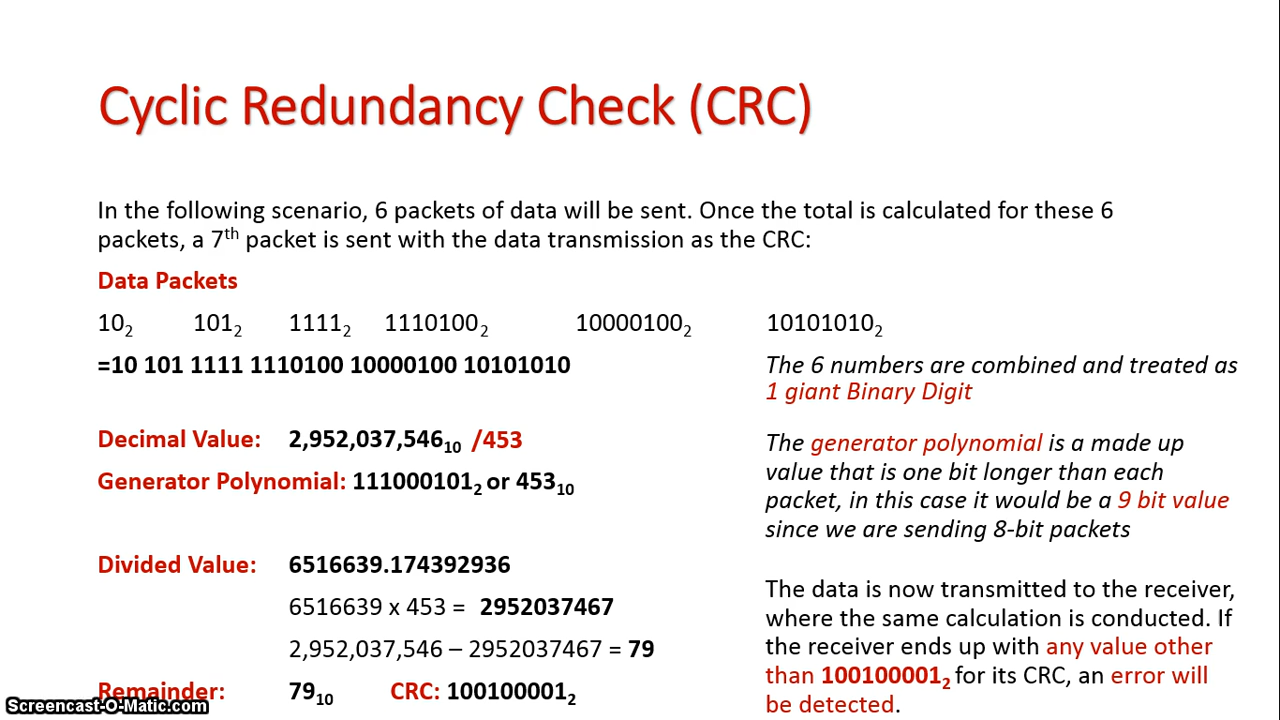 Cyclic Redundancy Check (CRC)
In the following scenario, 6 packets of data will be sent. Once the total is calculated for these 6
packets, a 7th packet is sent with the data transmission as the CRC:
Data Packets
10₂ 101₂ 1111₂ 1110100₂ 10000100₂ 10101010₂
=10 101 1111 1110100 10000100 10101010
The 6 numbers are combined and treated as
1 giant Binary Digit
Decimal Value: 2,952,037,546₁₀ /453
Generator Polynomial: 111000101₂ or 453₁₀
The generator polynomial is a made up
value that is one bit longer than each
packet, in this case it would be a 9 bit value
since we are sending 8-bit packets
Divided Value: 6516639.174392936
6516639 x 453 = 2952037467
2,952,037,546 – 2952037467 = 79
Remainder: 79₁₀ CRC: 100100001₂
The data is now transmitted to the receiver,
where the same calculation is conducted. If
the receiver ends up with any value other
than 100100001₂ for its CRC, an error will
be detected.
Screencast-O-Matic.com